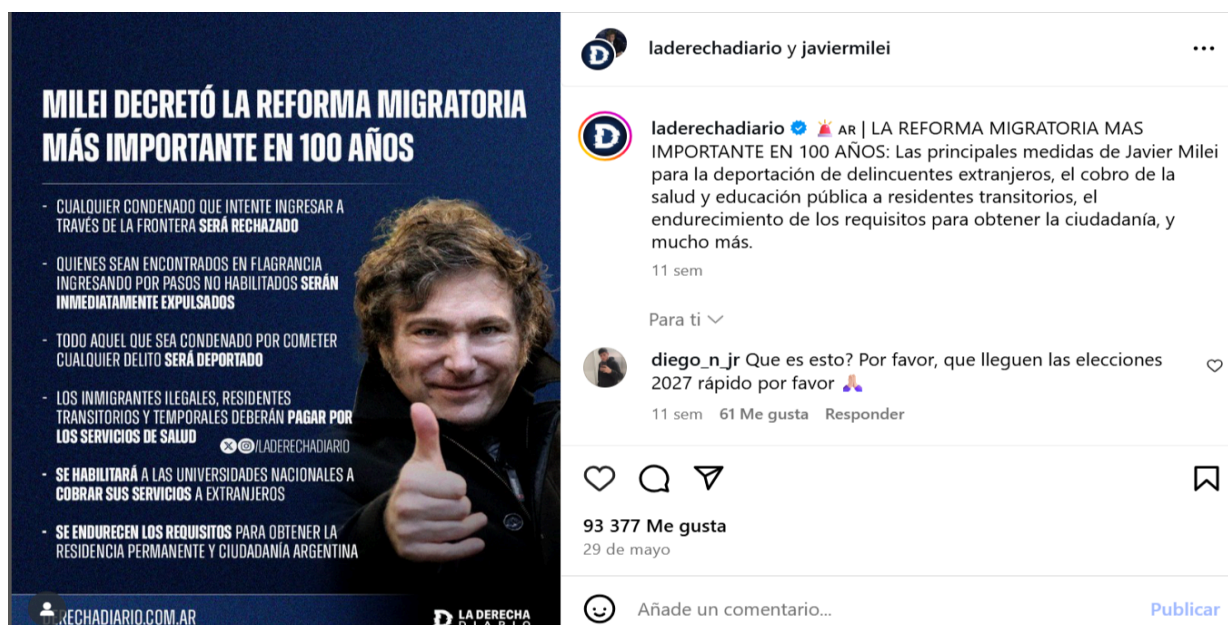 MILEI DECRETÓ LA REFORMA MIGRATORIA
MÁS IMPORTANTE EN 100 AÑOS
- CUALQUIER CONDENADO QUE INTENTE INGRESAR A
TRAVÉS DE LA FRONTERA SERÁ RECHAZADO
- QUIENES SEAN ENCONTRADOS EN FLAGRANCIA
INGRESANDO POR PASOS NO HABILITADOS SERÁN
INMEDIATAMENTE EXPULSADOS
- TODO AQUEL QUE SEA CONDENADO POR COMETER
CUALQUIER DELITO SERÁ DEPORTADO
- LOS INMIGRANTES ILEGALES, RESIDENTES
TRANSITORIOS Y TEMPORALES DEBERÁN PAGAR POR
LOS SERVICIOS DE SALUD
/LADERECHADIARIO
- SE HABILITARÁ A LAS UNIVERSIDADES NACIONALES A
COBRAR SUS SERVICIOS A EXTRANJEROS
- SE ENDURECEN LOS REQUISITOS PARA OBTENER LA
RESIDENCIA PERMANENTE Y CIUDADANÍA ARGENTINA
RECHADIARIO.COM.AR
D LA DERECHA
DIARIO
laderechadiario y javiermilei
laderechadiario 🚨 AR | LA REFORMA MIGRATORIA MAS
IMPORTANTE EN 100 AÑOS: Las principales medidas de Javier Milei
para la deportación de delincuentes extranjeros, el cobro de la
salud y educación pública a residentes transitorios, el
endurecimiento de los requisitos para obtener la ciudadanía, y
mucho más.
11 sem
Para ti
diego_n_jr Que es esto? Por favor, que lleguen las elecciones
2027 rápido por favor 🙏🏻
11 sem 61 Me gusta Responder
93 377 Me gusta
29 de mayo
Añade un comentario... Publicar